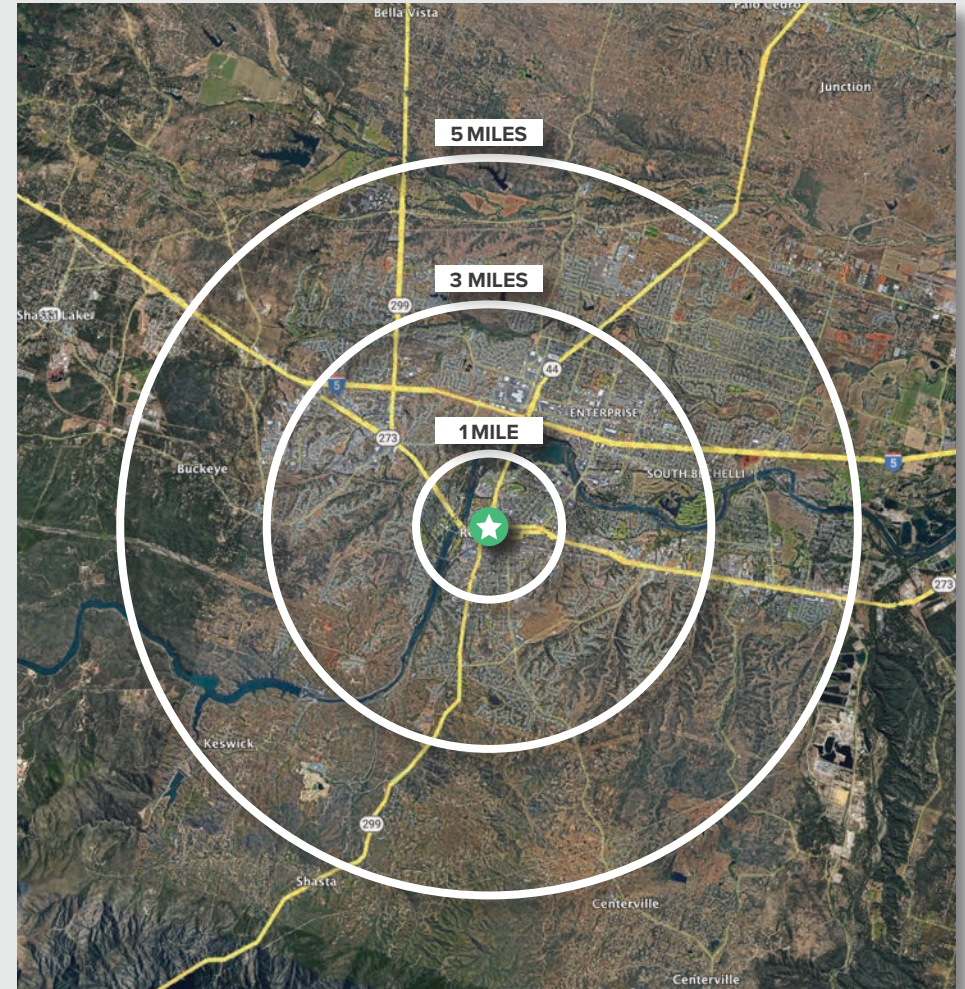 Bella Vista
Palo Cedro
Junction
5 MILES
3 MILES
299
Shasta Lake
5
44
ENTERPRISE
1 MILE
273
Buckeye
SOUTH BECHELLI
5
273
Keswick
299
Shasta
Centerville
Centerville